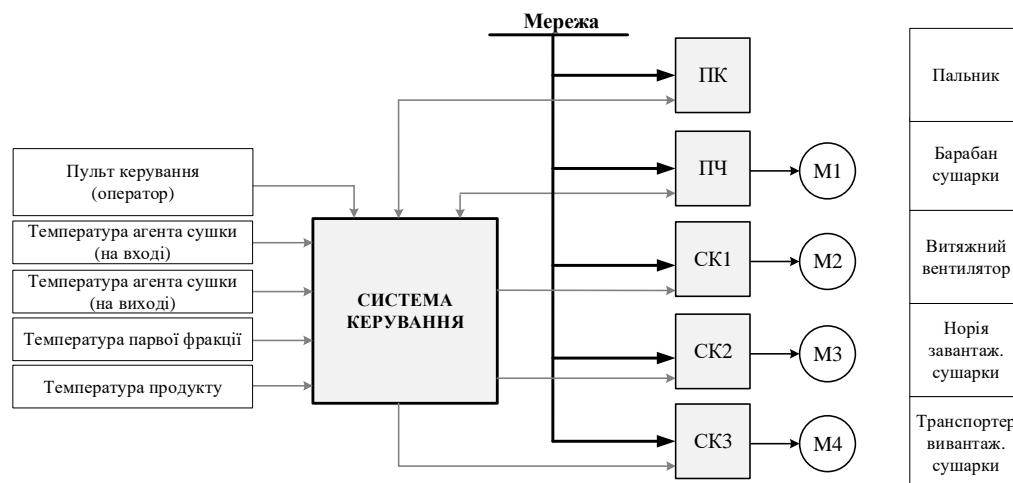 Мережа
Пульт керування
(оператор)
Температура агента сушки
(на вході)
Температура агента сушки
(на виході)
Температура парвої фракції
Температура продукту
СИСТЕМА
КЕРУВАННЯ
ПК
ПЧ
М1
СК1
М2
СК2
М3
СК3
М4
Пальник
Барабан
сушарки
Витяжний
вентилятор
Норія
завантаж.
сушарки
Транспортер
вивантаж.
сушарки